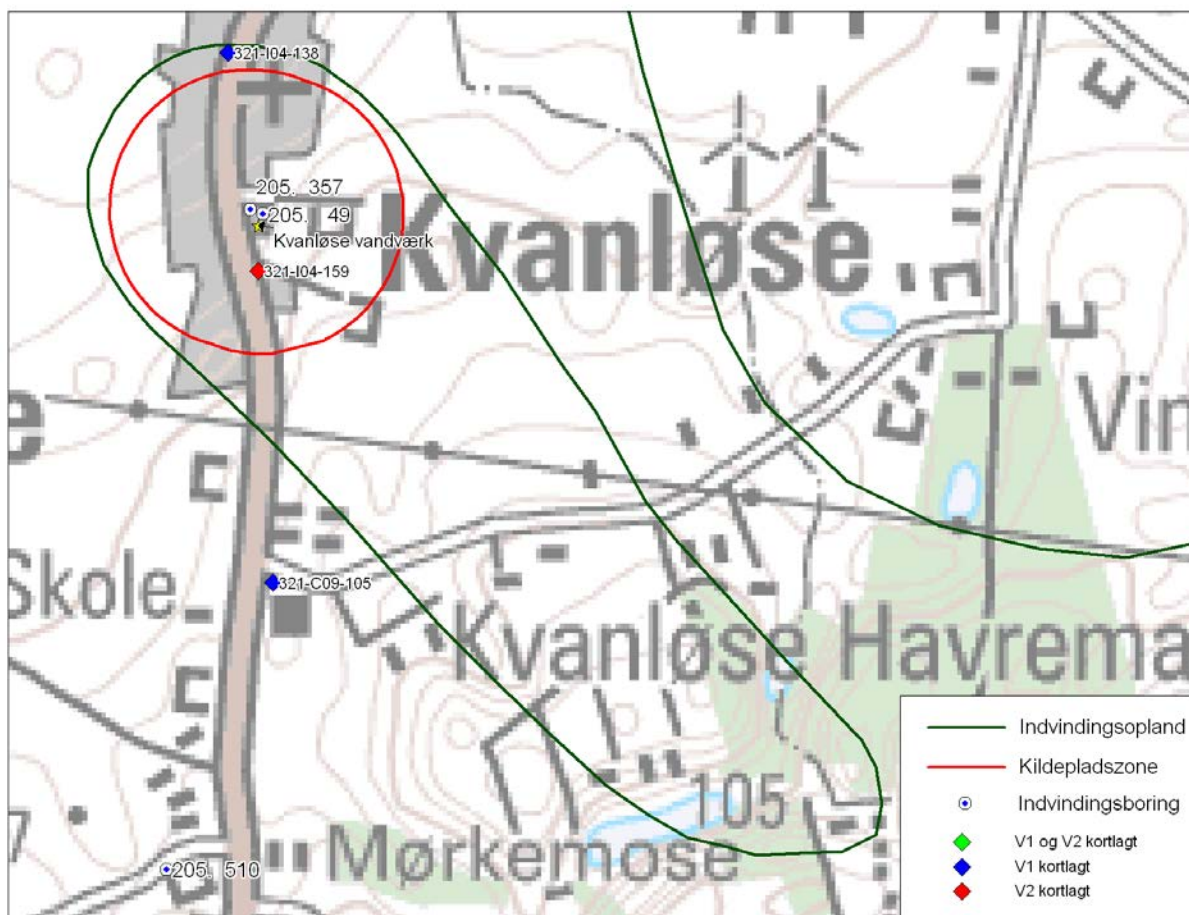 321-I04-138
205. 357
205. 49
Kvanløse vandværk
Kvanløse
321-I04-159
e
Vin
Skole
321-C09-105
Kvanløse Havrema
105
Mørkemose
7
205. 510
Indvindingsopland
Kildepladszone
Indvindingsboring
V1 og V2 kortlagt
V1 kortlagt
V2 kortlagt